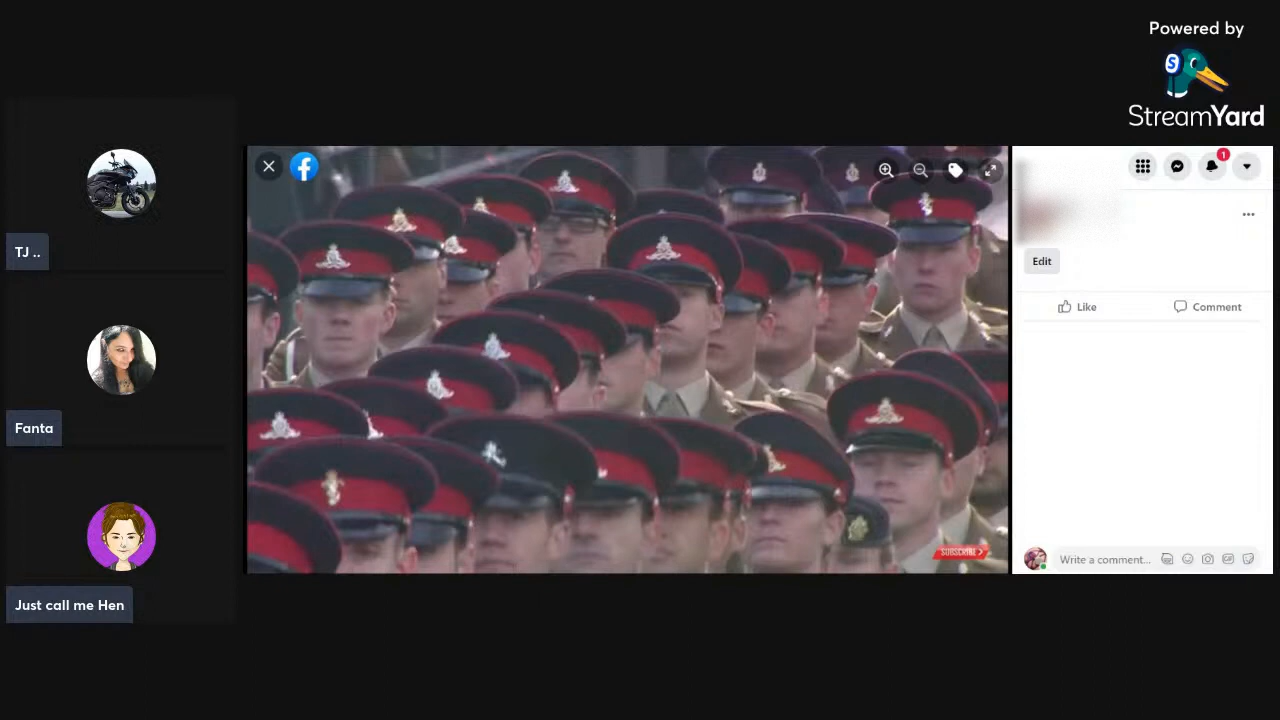 Powered by
StreamYard
TJ ..
Fanta
Just call me Hen
SUBSCRIBE
1
Edit
Like
Comment
Write a comment...